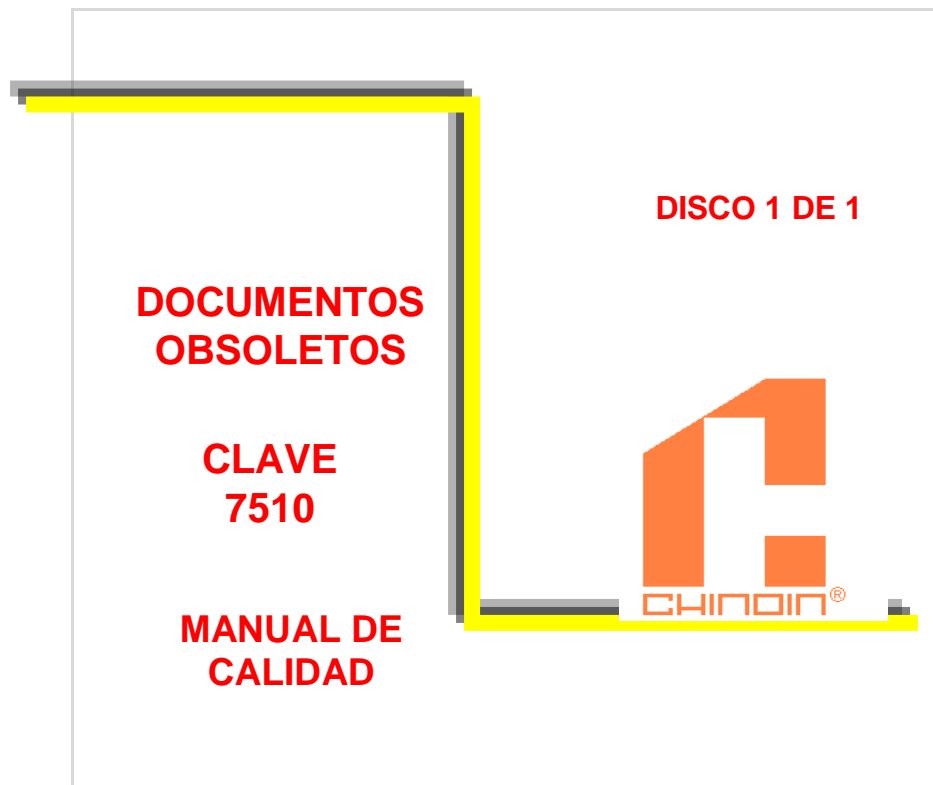 DISCO 1 DE 1
DOCUMENTOS
OBSOLETOS
CLAVE
7510
CHINOIN®
MANUAL DE
CALIDAD